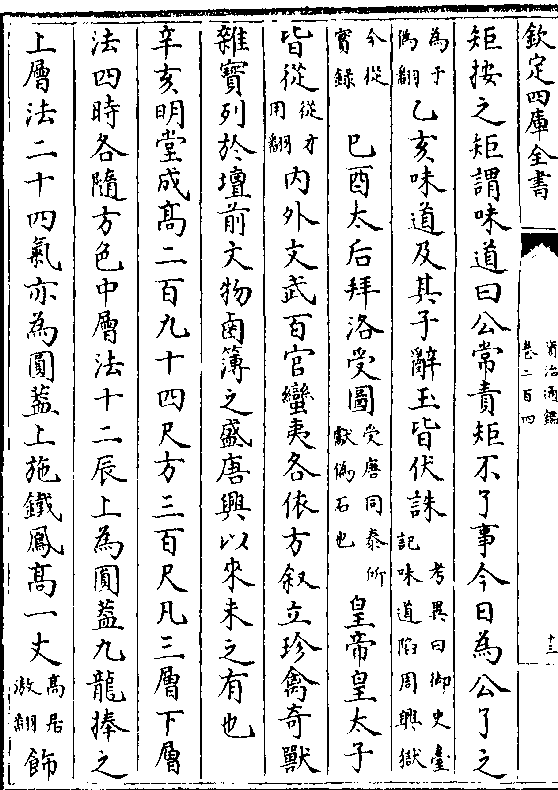 欽定四庫全書
資治通鑑
卷二百四
十三
矩按之矩謂味道曰公常責矩不了事今日為公了之
為于
偽翻
乙亥味道及其子辭玉皆伏誅
考異曰御史臺
記味道陷周興獄
今從
實録
巳酉太后拜洛受圖
受唐同泰所
獻偽石也
皇帝皇太子
皆從
從才
用翻
內外文武百官蠻夷各依方叙立珍禽奇獸
雜寶列於壇前文物鹵簿之盛唐興以來未之有也
辛亥明堂成髙二百九十四尺方三百尺凡三層下層
法四時各隨方色中層法十二辰上為圓葢九龍捧之
上層法二十四氣亦為圓葢上施鐵鳳髙一丈
髙居
傲翻
飾